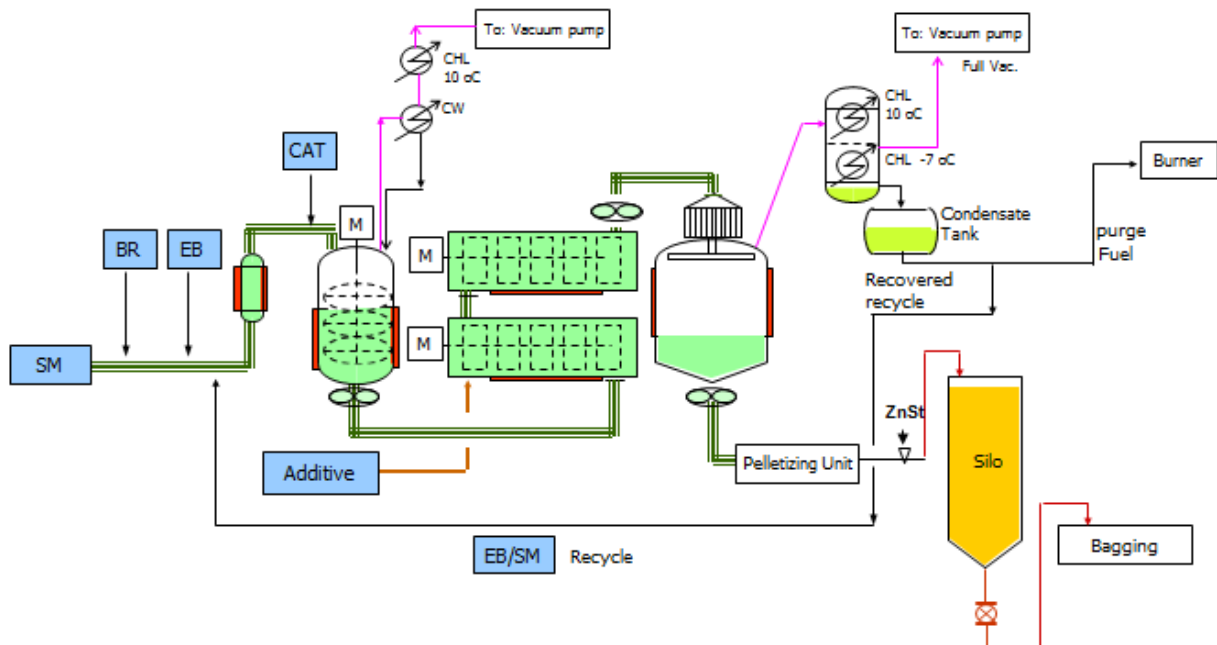 To: Vacuum pump
CHL
10 oC
CW
To: Vacuum pump
Full Vac.
CHL
10 oC
CHL -7 oC
Burner
CAT
M
BR
EB
M
M
Condensate
Tank
purge
Fuel
Recovered
recycle
SM
ZnSt
Additive
Pelletizing Unit
Silo
EB/SM
Recycle
Bagging